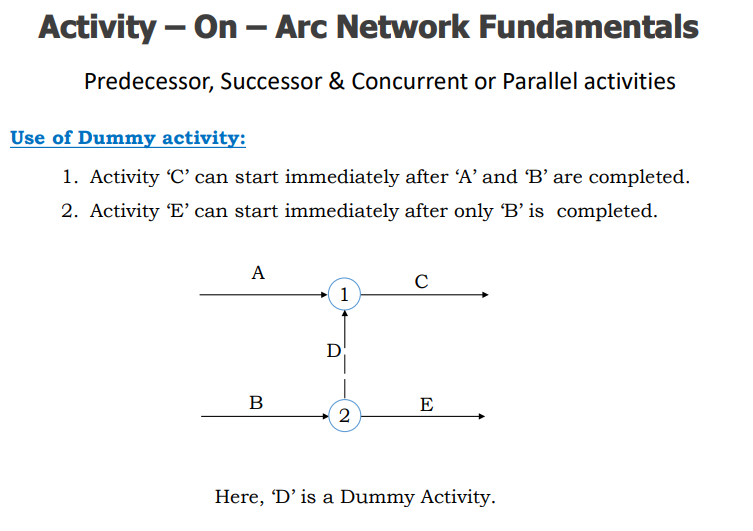 Activity – On – Arc Network Fundamentals
Predecessor, Successor & Concurrent or Parallel activities
Use of Dummy activity:
1. Activity ‘C’ can start immediately after ‘A’ and ‘B’ are completed.
2. Activity ‘E’ can start immediately after only ‘B’ is completed.
A
C
1
D
B
E
2
Here, ‘D’ is a Dummy Activity.